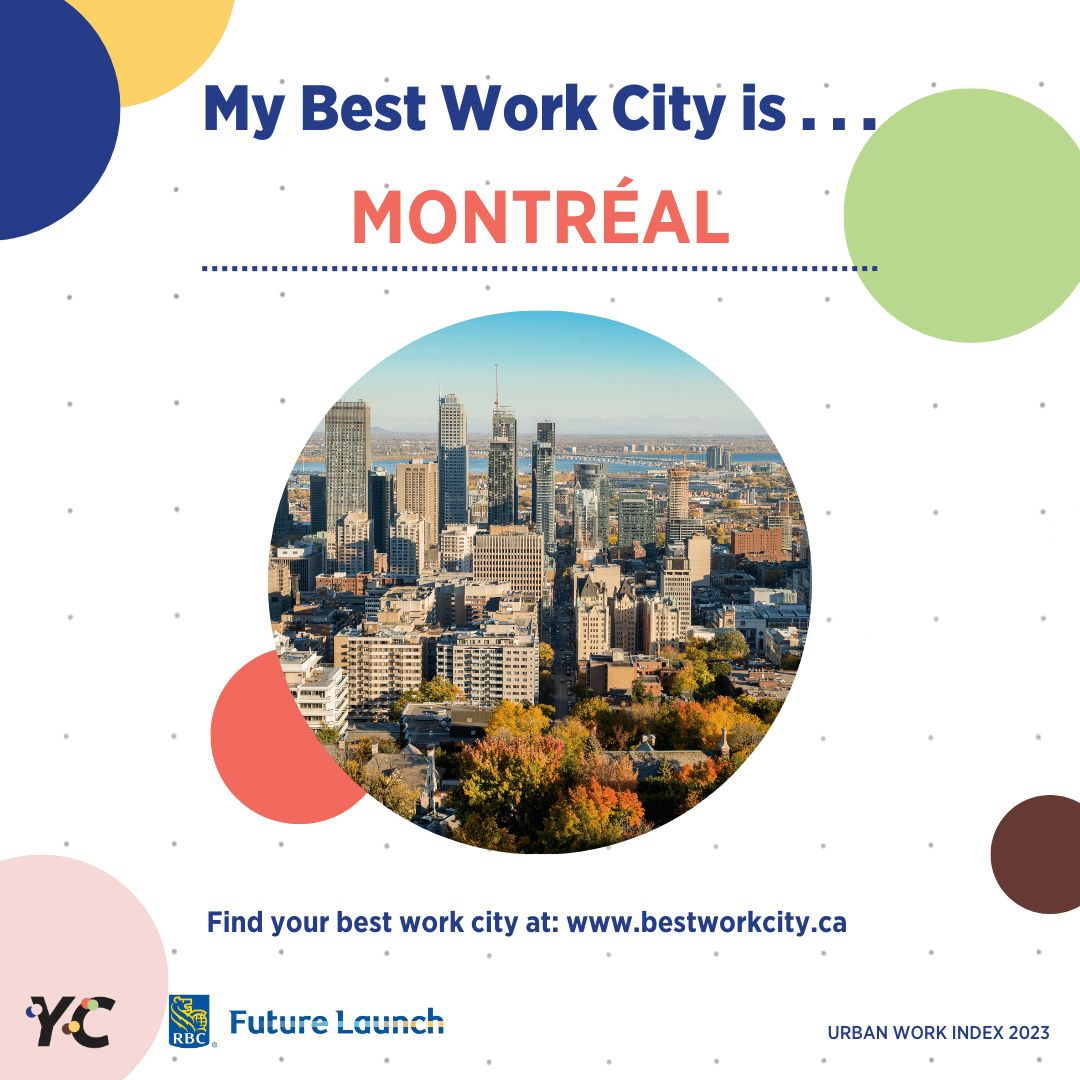 My Best Work City is . . .
MONTRÉAL
Find your best work city at: www.bestworkcity.ca
YC
RBC ®
Future Launch
URBAN WORK INDEX 2023